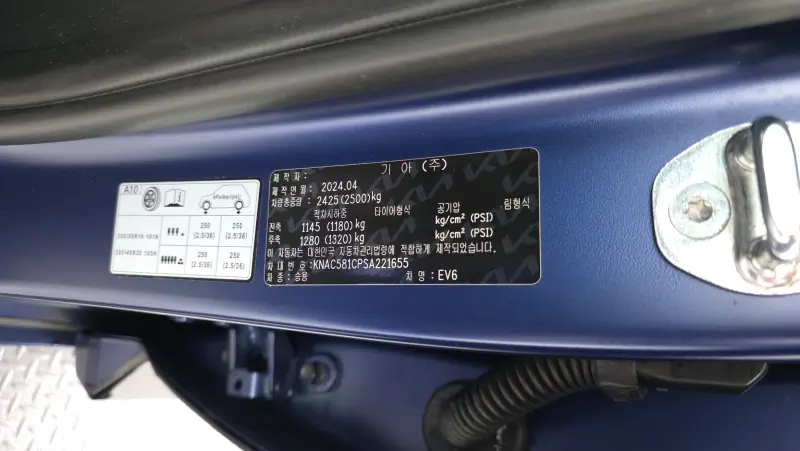 제작자 : 기아 (주)
제작연월 : 2024.04
차량총중량 : 2425 (2500) kg
적차시하중 타이어형식 공기압 림형식
전축 1145 (1180) kg kg/cm² (PSI)
후축 1280 (1320) kg kg/cm² (PSI)
이 자동차는 대한민국 자동차관리법령에 적합하게 제작되었습니다.
차대번호 : KNAC581CPSA221655
차종 : 승용 차명 : EV6
A10
kPa(bar/psi)
250 (2.5/36) 250 (2.5/36)
250 (2.5/36) 250 (2.5/36)